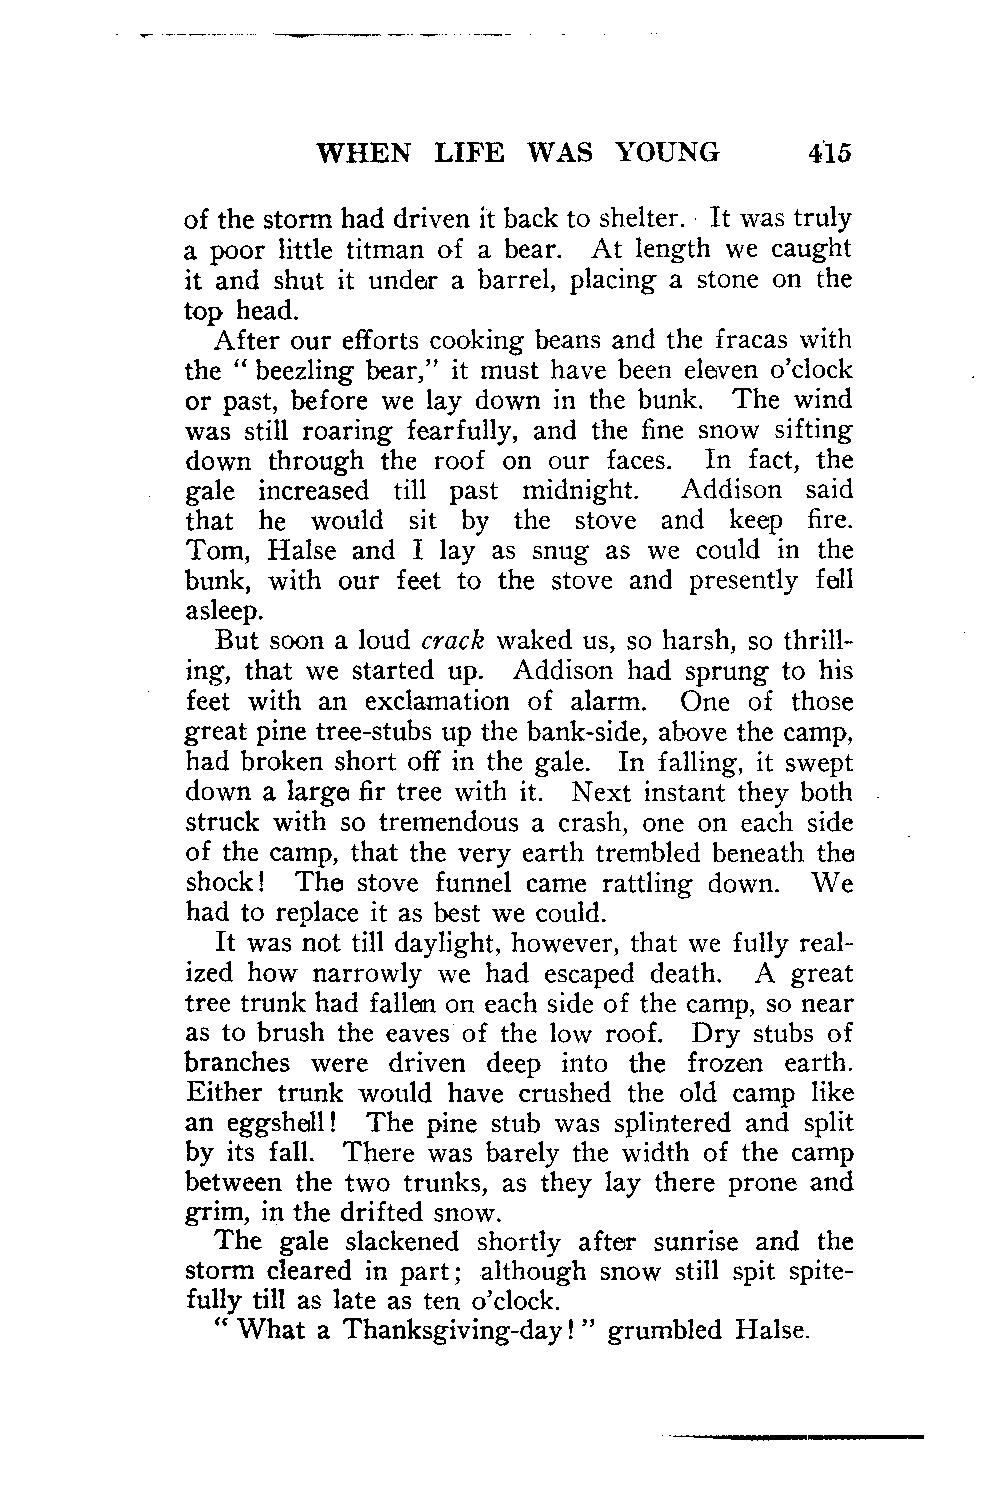 WHEN LIFE WAS YOUNG 415
of the storm had driven it back to shelter. It was truly
a poor little titman of a bear. At length we caught
it and shut it under a barrel, placing a stone on the
top head.
After our efforts cooking beans and the fracas with
the “ beezling bear,” it must have been eleven o’clock
or past, before we lay down in the bunk. The wind
was still roaring fearfully, and the fine snow sifting
down through the roof on our faces. In fact, the
gale increased till past midnight. Addison said
that he would sit by the stove and keep fire.
Tom, Halse and I lay as snug as we could in the
bunk, with our feet to the stove and presently fell
asleep.
But soon a loud crack waked us, so harsh, so thrill-
ing, that we started up. Addison had sprung to his
feet with an exclamation of alarm. One of those
great pine tree-stubs up the bank-side, above the camp,
had broken short off in the gale. In falling, it swept
down a large fir tree with it. Next instant they both
struck with so tremendous a crash, one on each side
of the camp, that the very earth trembled beneath the
shock! The stove funnel came rattling down. We
had to replace it as best we could.
It was not till daylight, however, that we fully real-
ized how narrowly we had escaped death. A great
tree trunk had fallen on each side of the camp, so near
as to brush the eaves of the low roof. Dry stubs of
branches were driven deep into the frozen earth.
Either trunk would have crushed the old camp like
an eggshell! The pine stub was splintered and split
by its fall. There was barely the width of the camp
between the two trunks, as they lay there prone and
grim, in the drifted snow.
The gale slackened shortly after sunrise and the
storm cleared in part; although snow still spit spite-
fully till as late as ten o’clock.
“ What a Thanksgiving-day! ” grumbled Halse.